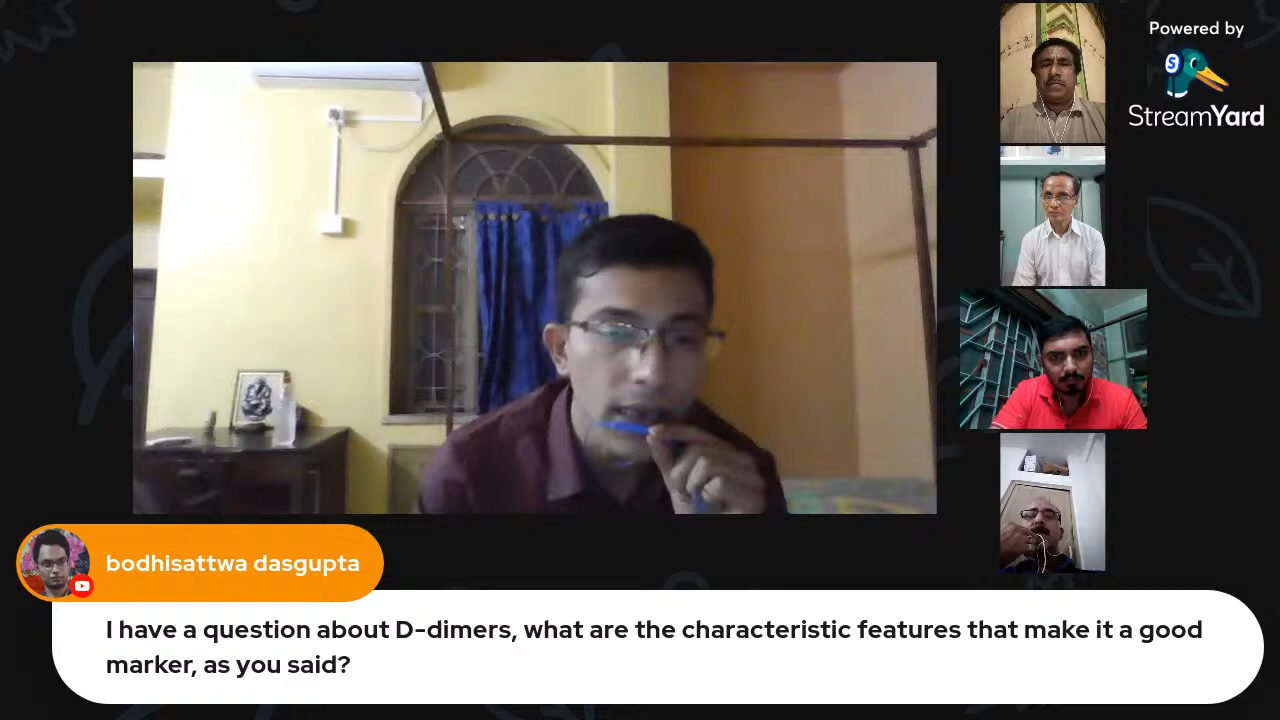 Powered by
S
StreamYard
bodhisattwa dasgupta
I have a question about D-dimers, what are the characteristic features that make it a good
marker, as you said?